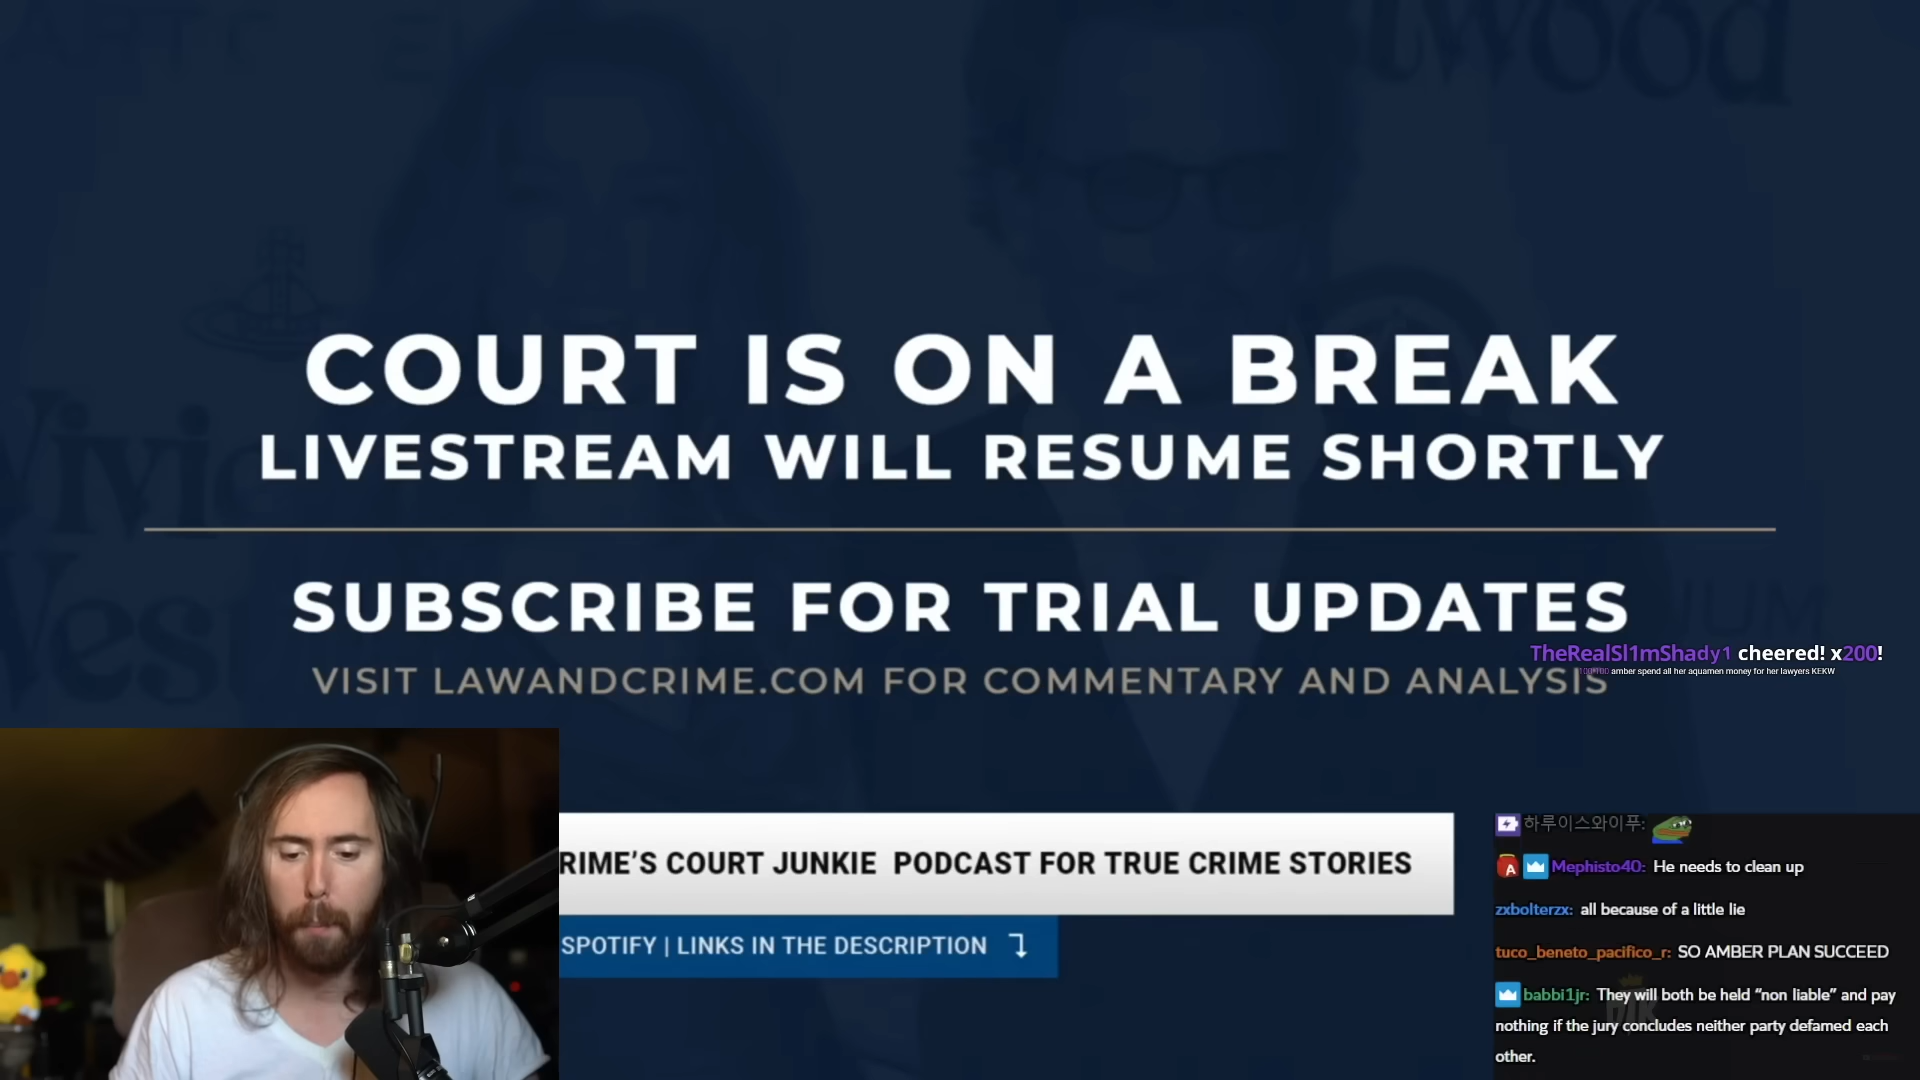 twood
COURT IS ON A BREAK
LIVESTREAM WILL RESUME SHORTLY
SUBSCRIBE FOR TRIAL UPDATES
VISIT LAWANDCRIME.COM FOR COMMENTARY AND ANALYSIS
TheRealSl1mShady1 cheered! x200!
amber spend all her aquamen money for her lawyers KEKW
RIME'S COURT JUNKIE PODCAST FOR TRUE CRIME STORIES
SPOTIFY | LINKS IN THE DESCRIPTION
하루이스와이푸:
Mephisto40: He needs to clean up
zxbolterzx: all because of a little lie
tuco_beneto_pacifico_r: SO AMBER PLAN SUCCEED
babbi1jr: They will both be held “non liable” and pay
nothing if the jury concludes neither party defamed each
other.